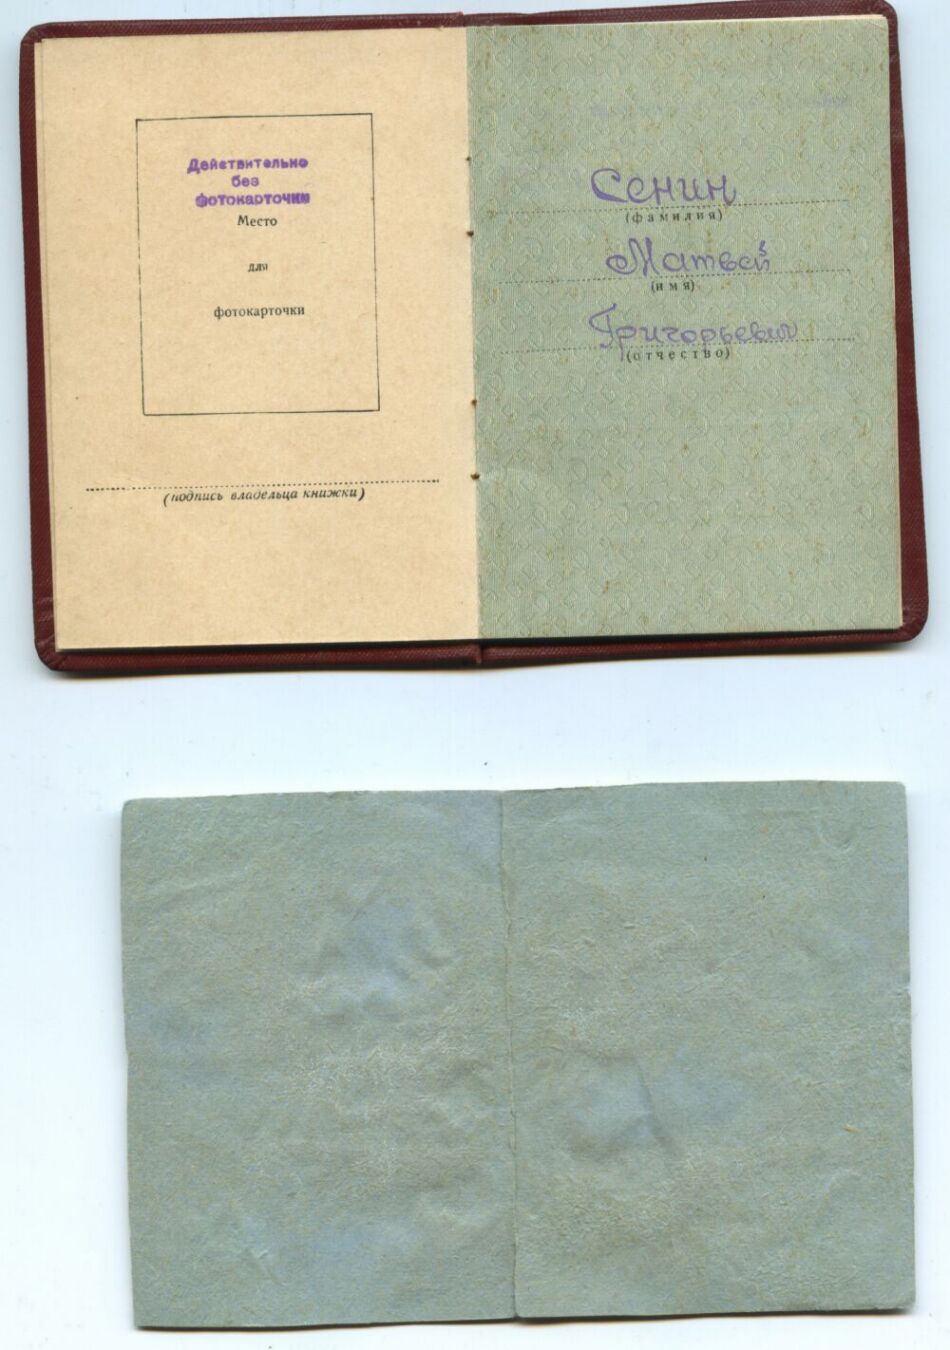 Действительно
без
фотокарточки
Место
для
фотокарточки
(подпись владельца книжки)
Сенин
(фамилия)
Матвей
(имя)
Григорьевич
(отчество)